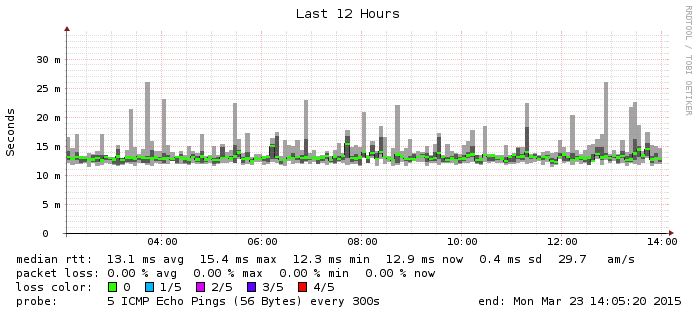 Last 12 Hours
RRDTOOL / TOBI OETIKER
Seconds
30 m
25 m
20 m
15 m
10 m
5 m
0
04:00 06:00 08:00 10:00 12:00 14:00
median rtt: 13.1 ms avg 15.4 ms max 12.3 ms min 12.9 ms now 0.4 ms sd 29.7 am/s
packet loss: 0.00 % avg 0.00 % max 0.00 % min 0.00 % now
loss color: 0 1/5 2/5 3/5 4/5
probe: 5 ICMP Echo Pings (56 Bytes) every 300s end: Mon Mar 23 14:05:20 2015